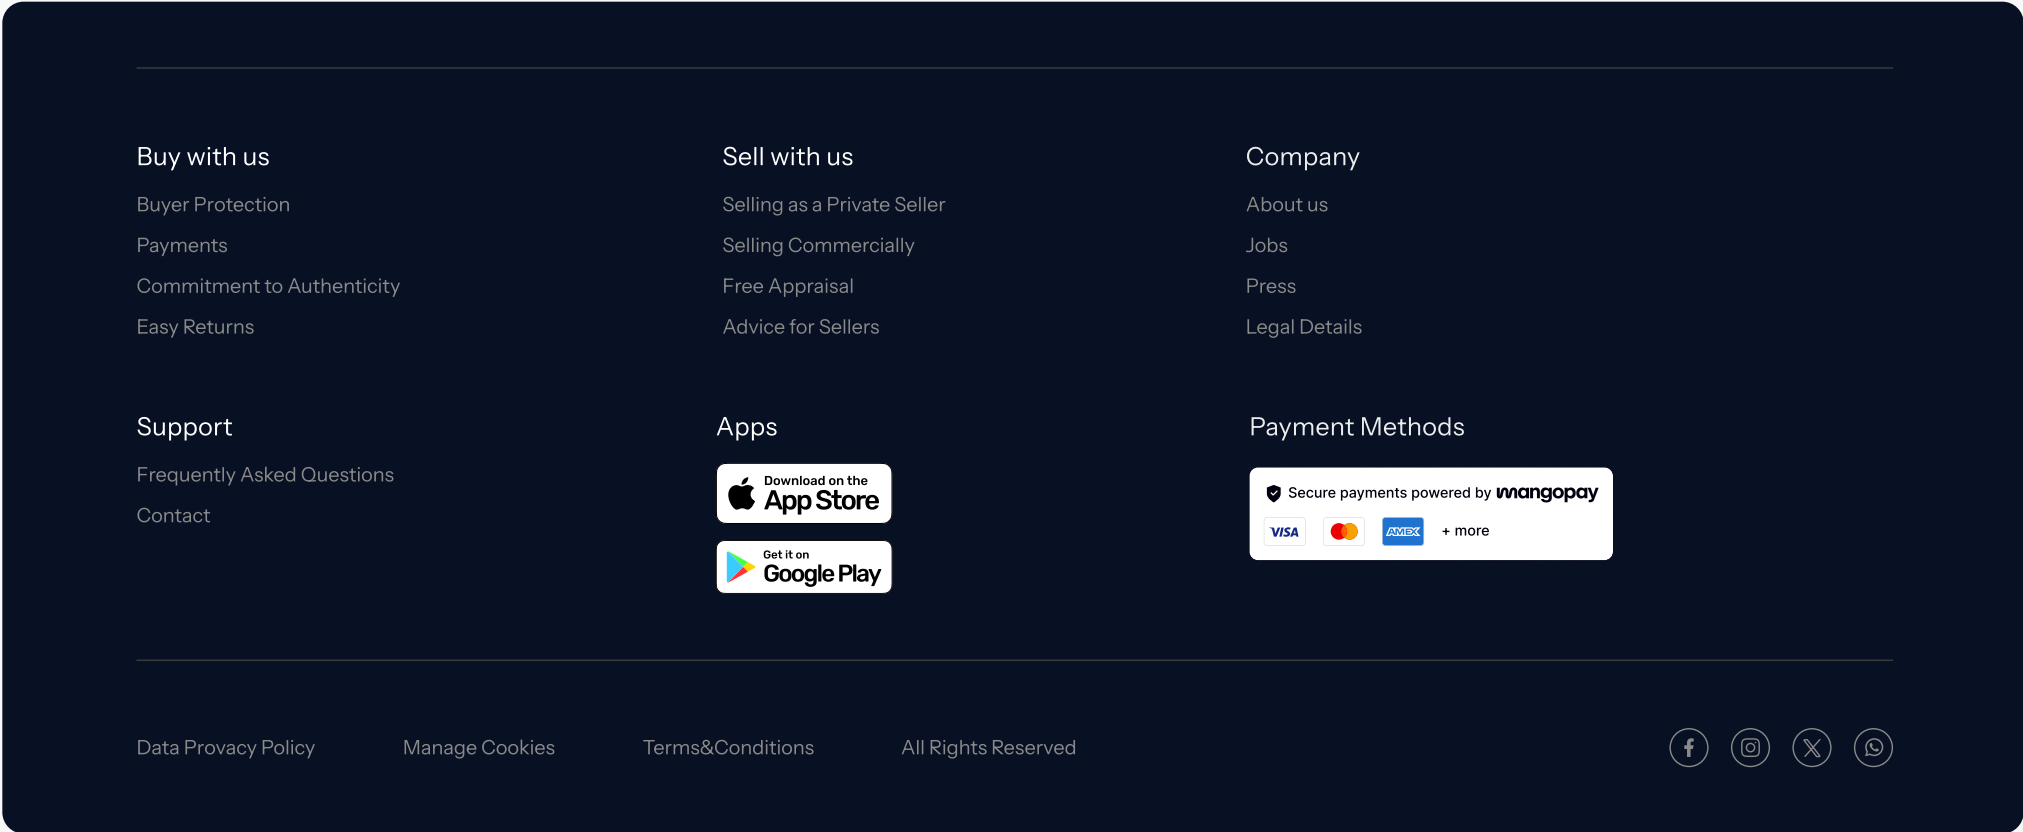 Buy with us
Buyer Protection
Payments
Commitment to Authenticity
Easy Returns
Sell with us
Selling as a Private Seller
Selling Commercially
Free Appraisal
Advice for Sellers
Company
About us
Jobs
Press
Legal Details
Support
Frequently Asked Questions
Contact
Apps
Download on the
App Store
Get it on
Google Play
Payment Methods
Secure payments powered by mangopay
VISA AMEX + more
Data Provacy Policy
Manage Cookies
Terms&Conditions
All Rights Reserved